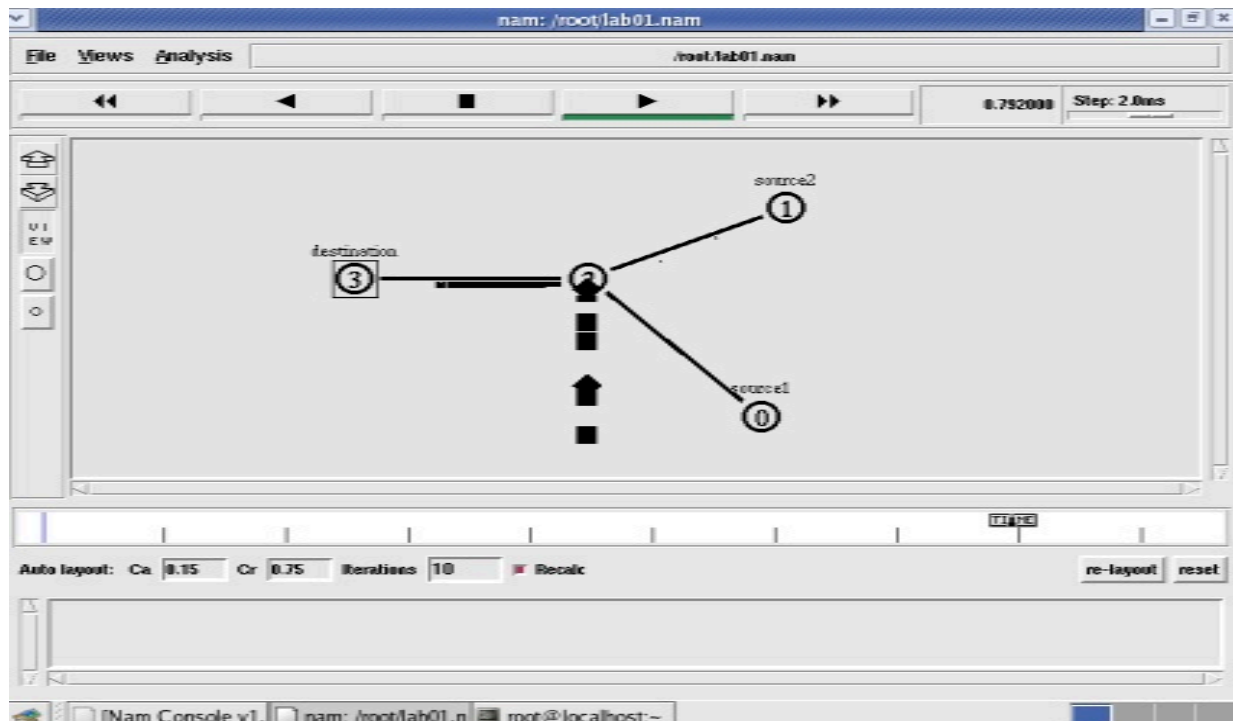 nam: /root/lab01.nam
File Views Analysis /root/lab01.nam
0.792000 Step: 2.0ms
VI
EW
source2
1
destination
3
2
source1
0
TIME
Auto layout: Ca 0.15 Cr 0.75 Iterations 10 Recalc re-layout reset
[Nam Console v1. nam: /root/lab01.n root@localhost:~